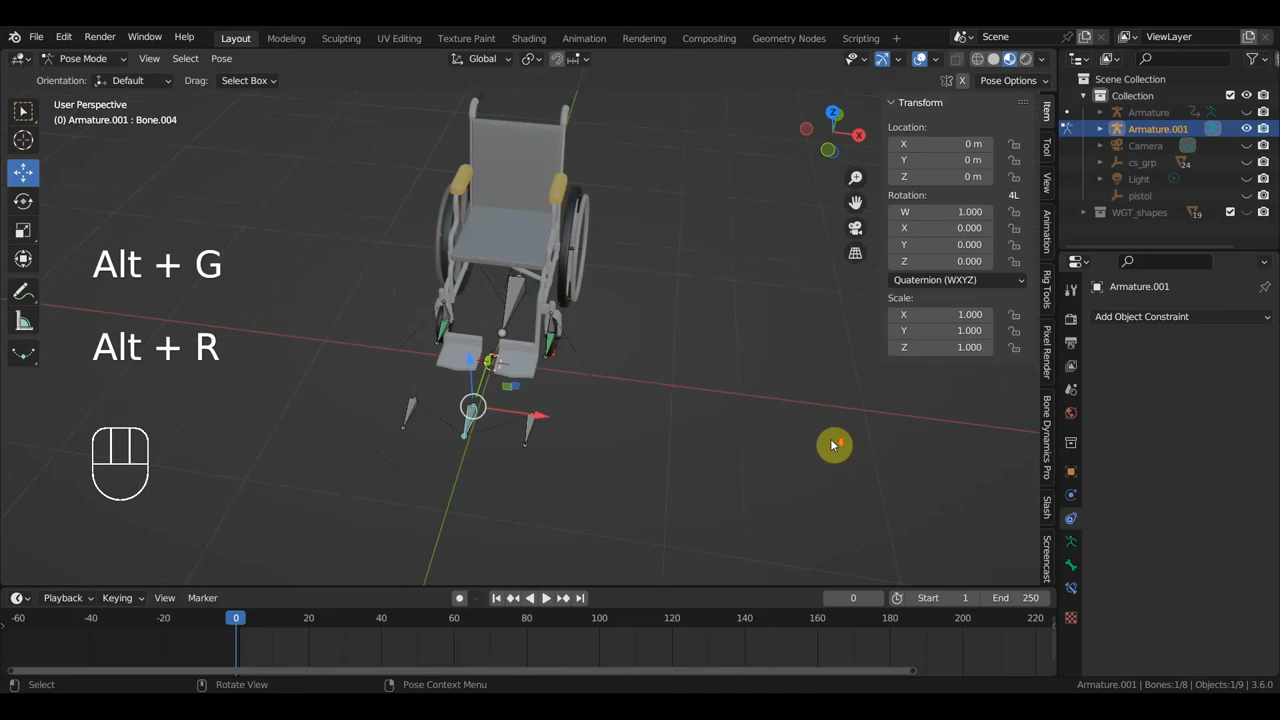 File Edit Render Window Help Layout Modeling Sculpting UV Editing Texture Paint Shading Animation Rendering Compositing Geometry Nodes Scripting + Scene ViewLayer
Pose Mode View Select Pose Global
Orientation: Default Drag: Select Box X Pose Options
User Perspective
(0) Armature.001 : Bone.004
Z
X
Alt + G
Alt + R
Transform
Location:
X 0 m
Y 0 m
Z 0 m
Rotation: 4L
W 1.000
X 0.000
Y 0.000
Z 0.000
Quaternion (WXYZ)
Scale:
X 1.000
Y 1.000
Z 1.000
Item
Tool
View
Animation
Rig Tools
Pixel Render
Bone Dynamics Pro
Slash
Screencast
Scene Collection
Collection
Armature
Armature.001
Camera
cs_grp 24
Light
pistol
WGT_shapes 19
Armature.001
Add Object Constraint
Playback Keying View Marker 0 Start 1 End 250
-60 -40 -20 0 20 40 60 80 100 120 140 160 180 200 220
Select Rotate View Pose Context Menu Armature.001 | Bones:1/8 | Objects:1/9 | 3.6.0